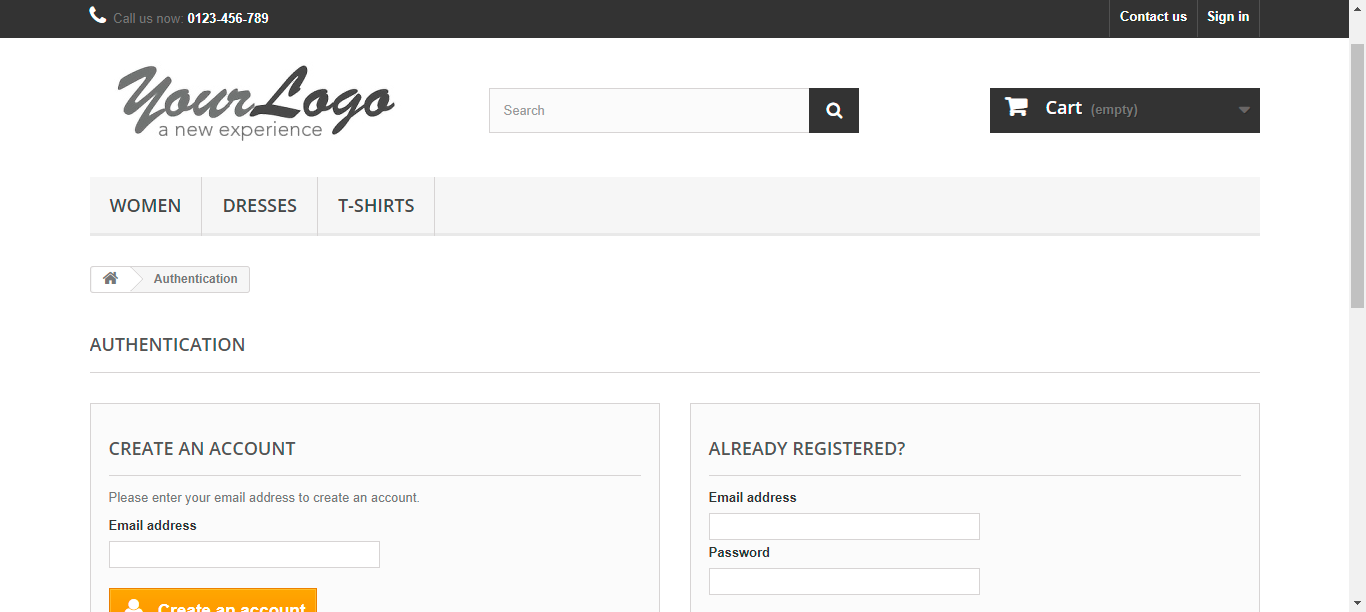 Call us now: 0123-456-789
Contact us
Sign in
YourLogo
a new experience
Search
Cart (empty)
WOMEN
DRESSES
T-SHIRTS
Authentication
AUTHENTICATION
CREATE AN ACCOUNT
Please enter your email address to create an account.
Email address
Create an account
ALREADY REGISTERED?
Email address
Password